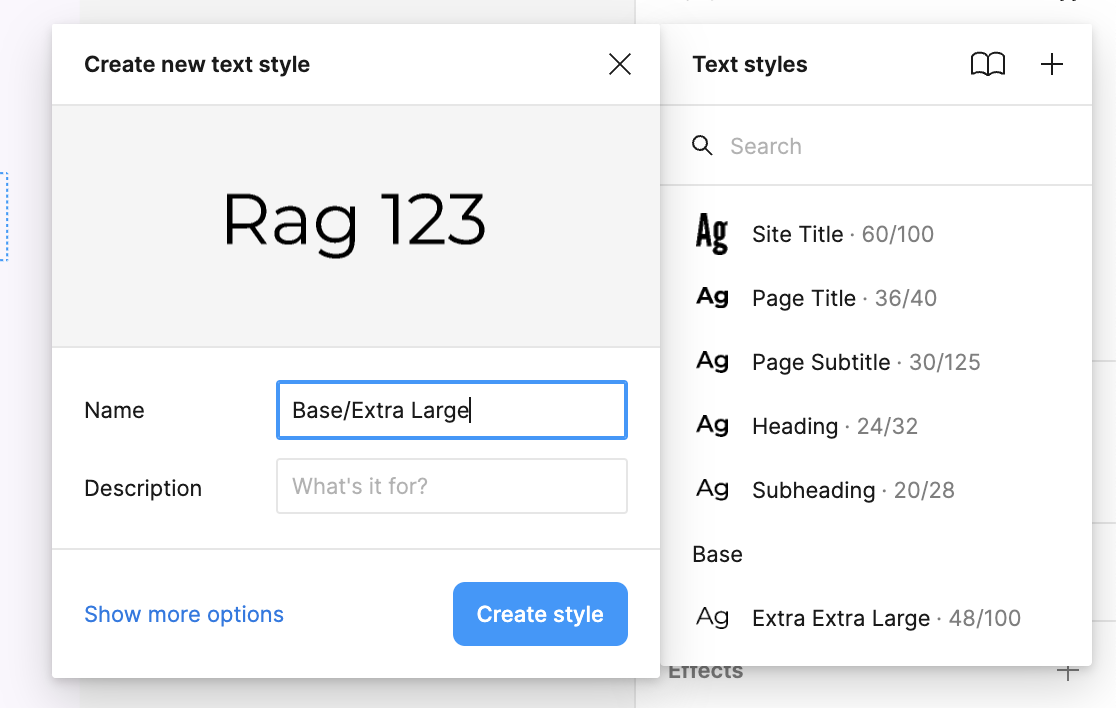 Create new text style
Rag 123
Name
Base/Extra Large
Description
What's it for?
Show more options
Create style
Text styles
Search
Ag Site Title · 60/100
Ag Page Title · 36/40
Ag Page Subtitle · 30/125
Ag Heading · 24/32
Ag Subheading · 20/28
Base
Ag Extra Extra Large · 48/100
Effects